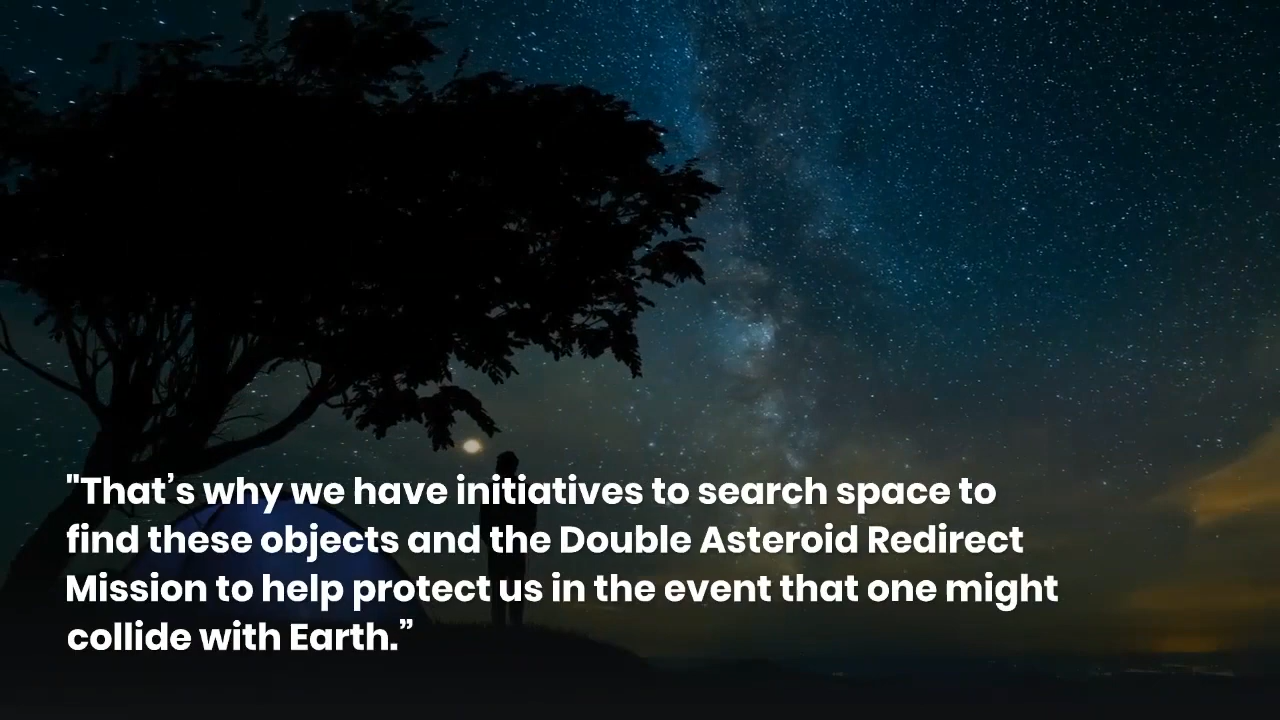 "That’s why we have initiatives to search space to
find these objects and the Double Asteroid Redirect
Mission to help protect us in the event that one might
collide with Earth.”